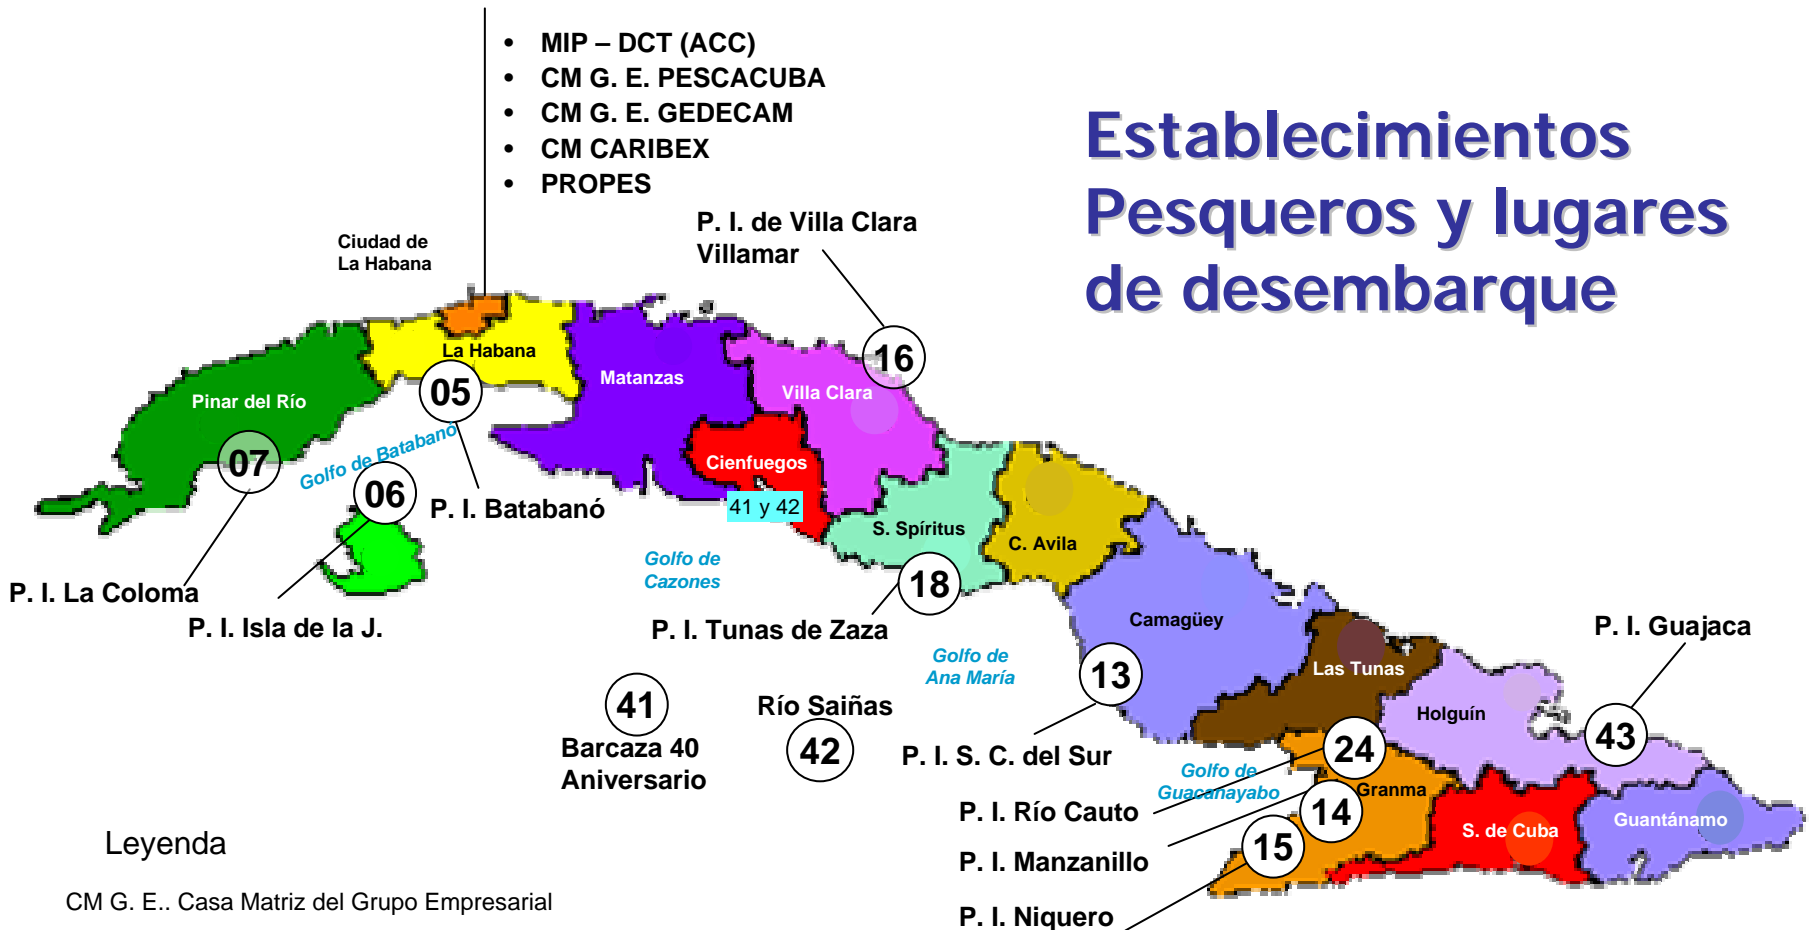 • MIP – DCT (ACC)
• CM G. E. PESCACUBA
• CM G. E. GEDECAM
• CM CARIBEX
• PROPES
Establecimientos
Pesqueros y lugares
de desembarque
P. I. de Villa Clara
Villamar
Ciudad de
La Habana
La Habana
16
Matanzas
05
Villa Clara
Pinar del Río
Golfo de Batabanó
07
Cienfuegos
06
P. I. Batabanó
41 y 42
S. Spíritus
C. Avila
Golfo de
Cazones
18
P. I. La Coloma
P. I. Isla de la J.
P. I. Tunas de Zaza
Camagüey
P. I. Guajaca
Golfo de
Ana María
13
Las Tunas
41
Barcaza 40
Aniversario
Río Saiñas
42
Holguín
43
P. I. S. C. del Sur
24
Golfo de
Guacanayabo
Granma
P. I. Río Cauto
14
S. de Cuba
Guantánamo
15
P. I. Manzanillo
P. I. Niquero
Leyenda
CM G. E.. Casa Matriz del Grupo Empresarial